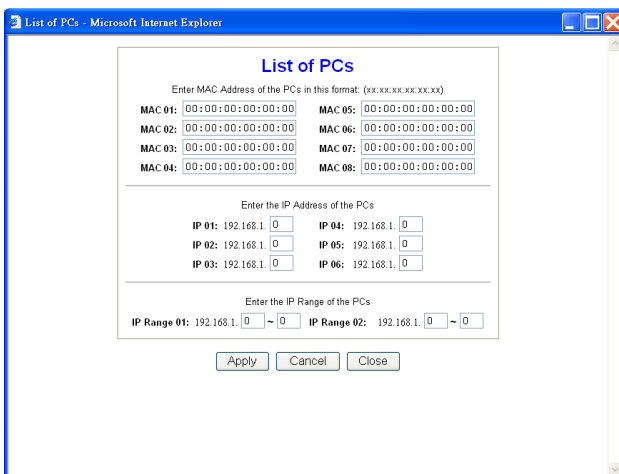 List of PCs - Microsoft Internet Explorer
List of PCs
Enter MAC Address of the PCs in this format: (xx:xx:xx:xx:xx:xx)
MAC 01: 00:00:00:00:00:00 MAC 05: 00:00:00:00:00:00
MAC 02: 00:00:00:00:00:00 MAC 06: 00:00:00:00:00:00
MAC 03: 00:00:00:00:00:00 MAC 07: 00:00:00:00:00:00
MAC 04: 00:00:00:00:00:00 MAC 08: 00:00:00:00:00:00
Enter the IP Address of the PCs
IP 01: 192.168.1. 0 IP 04: 192.168.1. 0
IP 02: 192.168.1. 0 IP 05: 192.168.1. 0
IP 03: 192.168.1. 0 IP 06: 192.168.1. 0
Enter the IP Range of the PCs
IP Range 01: 192.168.1. 0 ~ 0 IP Range 02: 192.168.1. 0 ~ 0
Apply Cancel Close